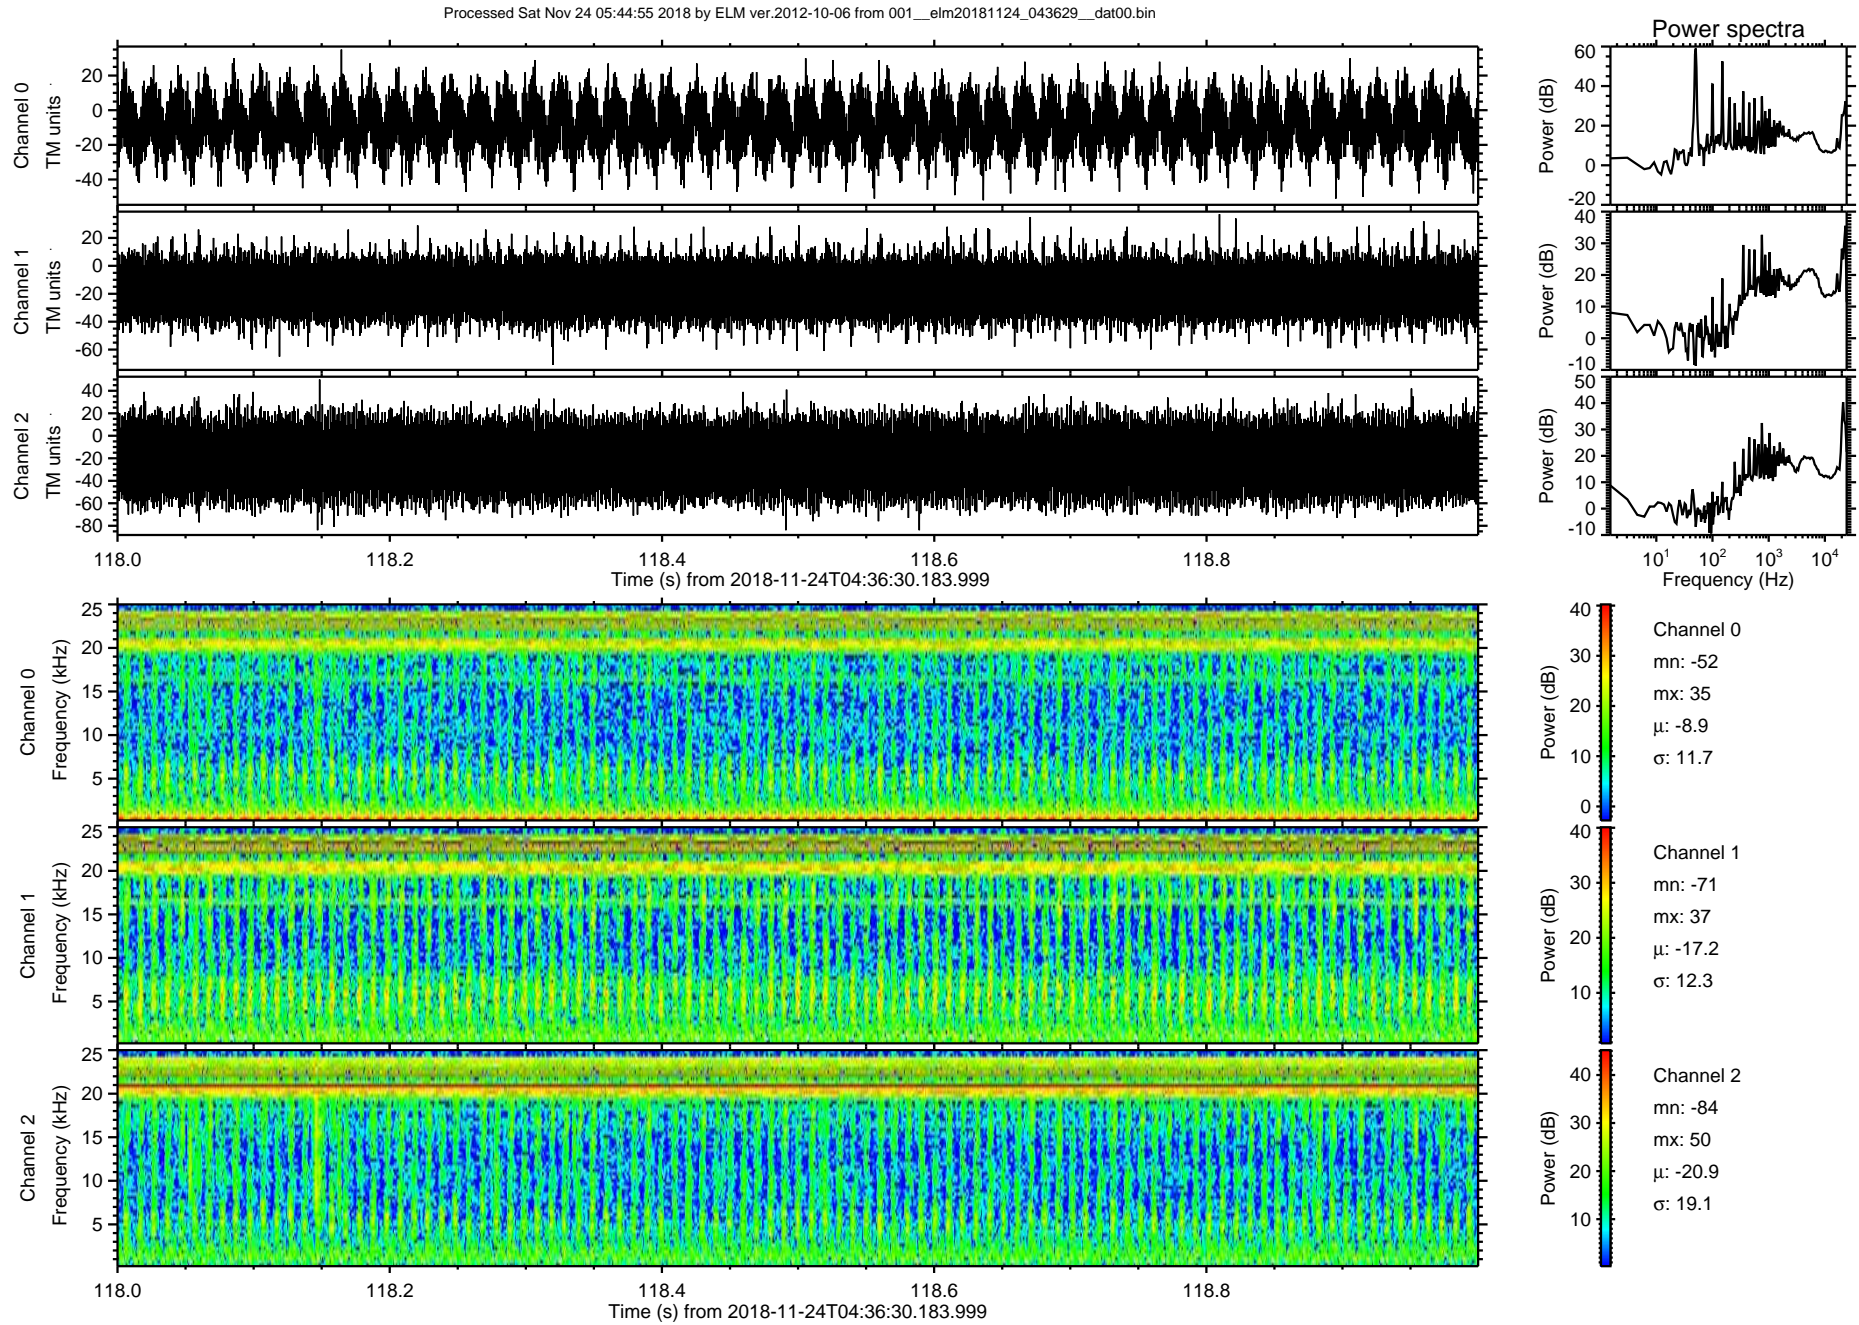 Processed Sat Nov 24 05:44:55 2018 by ELM ver.2012-10-06 from 001__elm20181124_043629__dat00.bin
Power spectra
Channel 0
TM units
20
0
-20
-40
Power (dB)
60
40
20
0
-20
Channel 1
TM units
20
0
-20
-40
-60
Power (dB)
40
30
20
10
0
-10
Channel 2
TM units
40
20
0
-20
-40
-60
-80
Power (dB)
50
40
30
20
10
0
-10
118.0 118.2 118.4 118.6 118.8
Time (s) from 2018-11-24T04:36:30.183.999
10¹ 10² 10³ 10⁴
Frequency (Hz)
Channel 0
Frequency (kHz)
25
20
15
10
5
Power (dB)
40
30
20
10
0
Channel 0
mn: -52
mx: 35
μ: -8.9
σ: 11.7
Channel 1
Frequency (kHz)
25
20
15
10
5
Power (dB)
40
30
20
10
Channel 1
mn: -71
mx: 37
μ: -17.2
σ: 12.3
Channel 2
Frequency (kHz)
25
20
15
10
5
Power (dB)
40
30
20
10
Channel 2
mn: -84
mx: 50
μ: -20.9
σ: 19.1
118.0 118.2 118.4 118.6 118.8
Time (s) from 2018-11-24T04:36:30.183.999